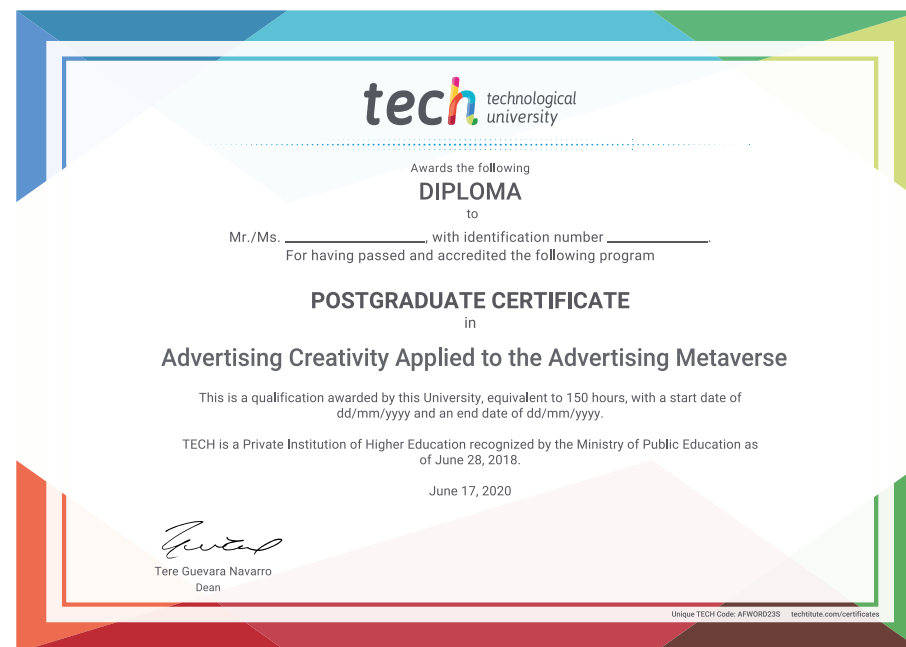 tech technological
university
Awards the following
DIPLOMA
to
Mr./Ms. ____________________, with identification number ______________.
For having passed and accredited the following program
POSTGRADUATE CERTIFICATE
in
Advertising Creativity Applied to the Advertising Metaverse
This is a qualification awarded by this University, equivalent to 150 hours, with a start date of
dd/mm/yyyy and an end date of dd/mm/yyyy.
TECH is a Private Institution of Higher Education recognized by the Ministry of Public Education as
of June 28, 2018.
June 17, 2020
Tere Guevara Navarro
Dean
Unique TECH Code: AFWORD23S techtitute.com/certificates